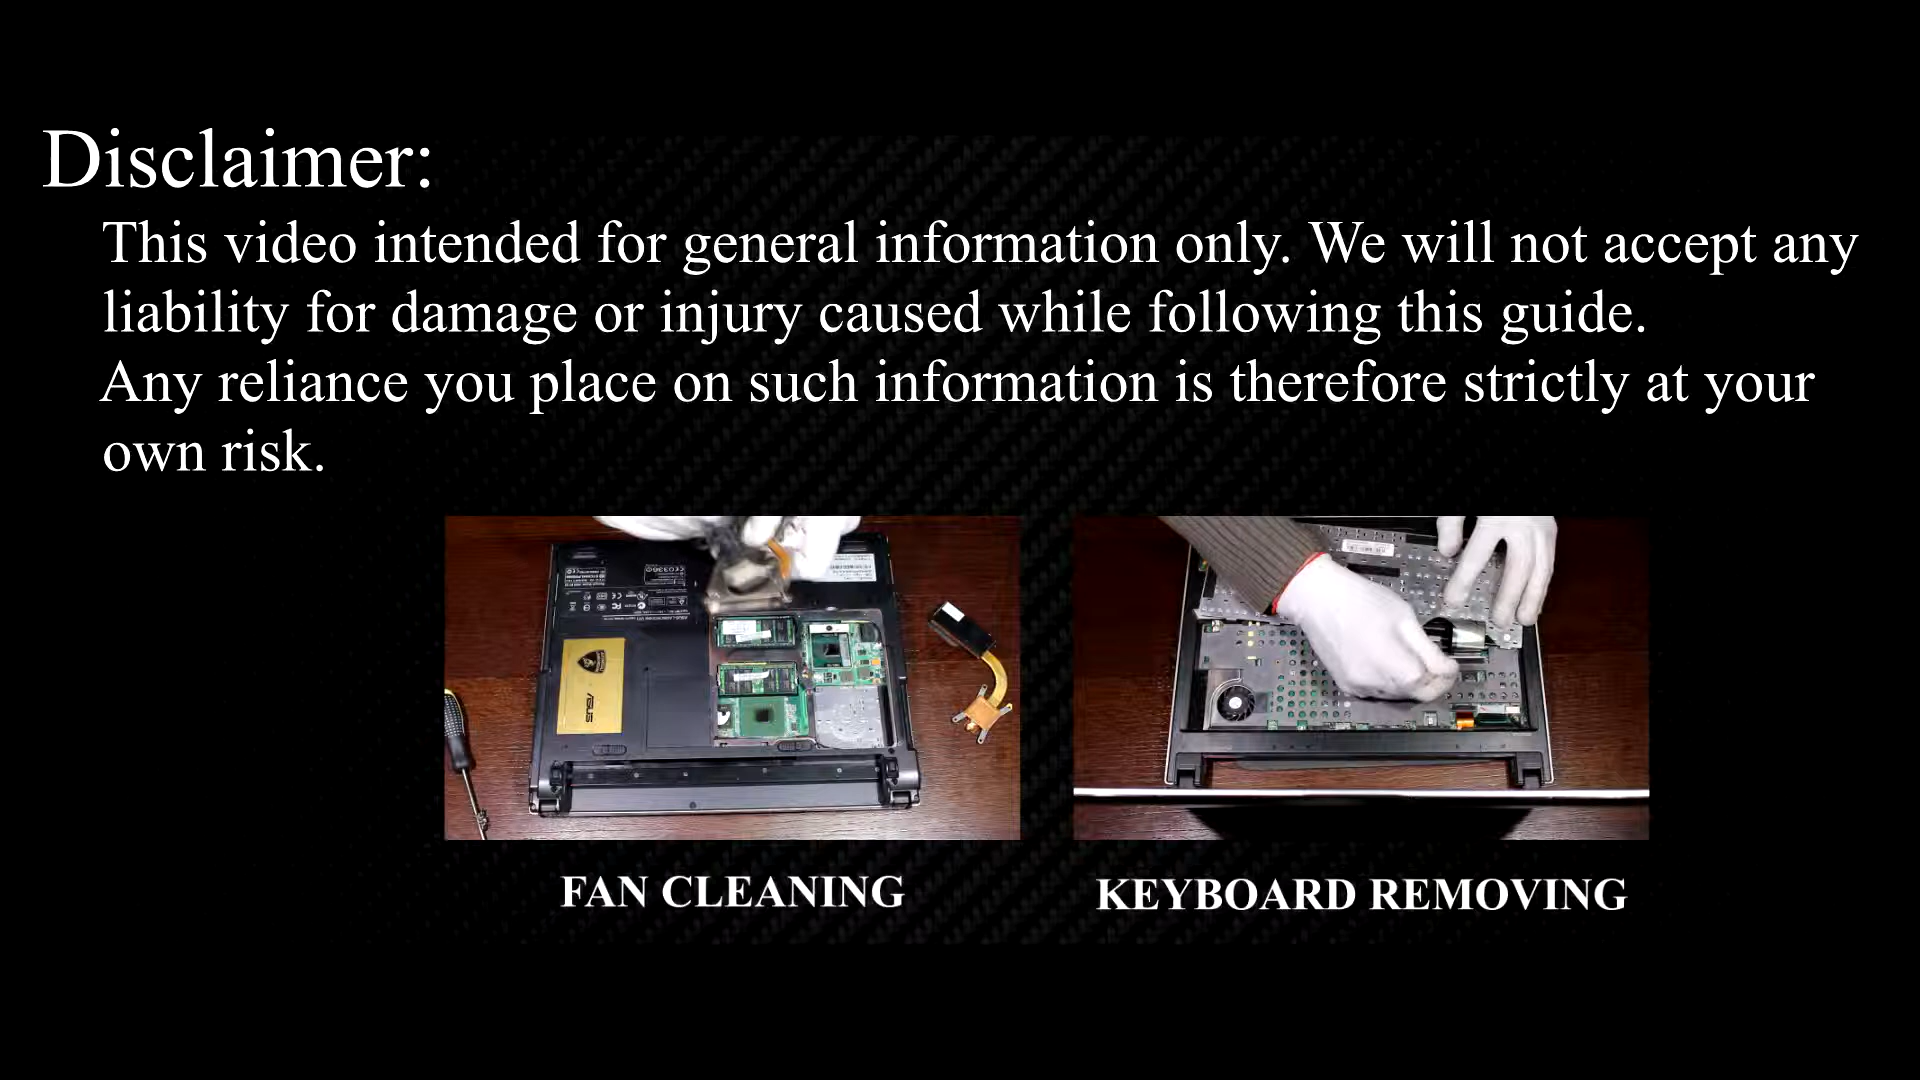 Disclaimer:
This video intended for general information only. We will not accept any
liability for damage or injury caused while following this guide.
Any reliance you place on such information is therefore strictly at your
own risk.
ASUS
FAN CLEANING
KEYBOARD REMOVING